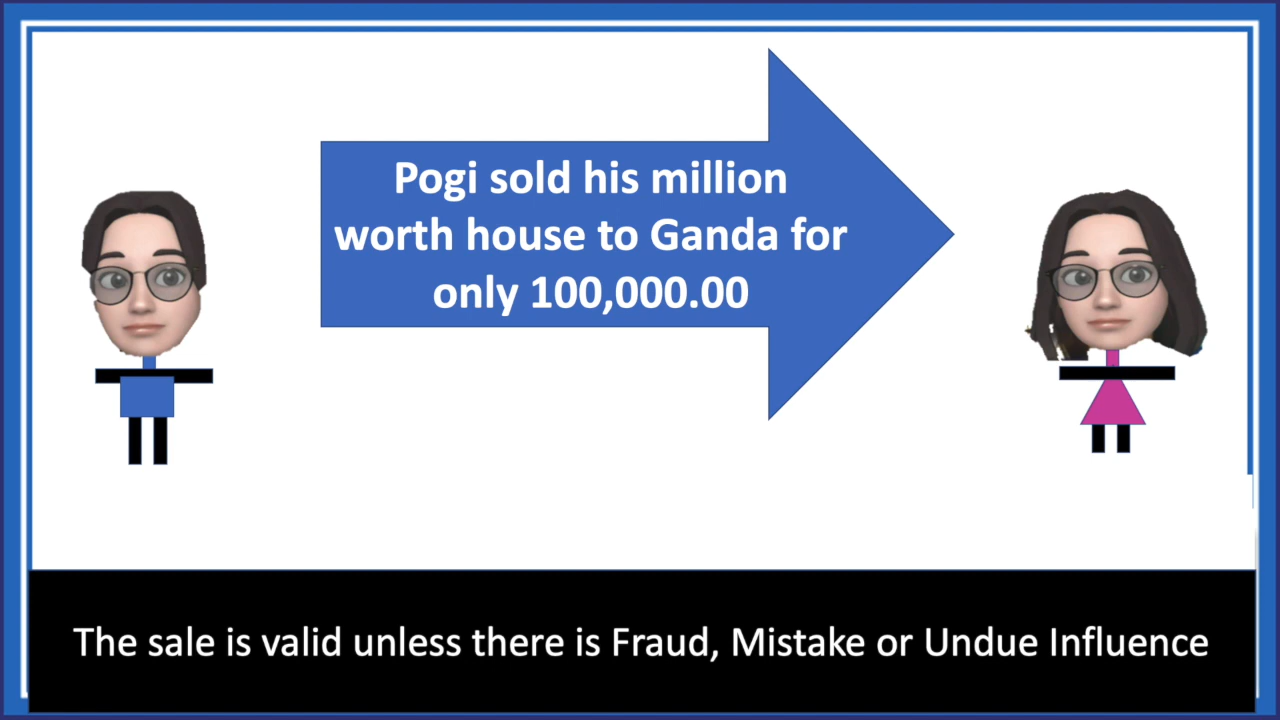 Pogi sold his million
worth house to Ganda for
only 100,000.00
The sale is valid unless there is Fraud, Mistake or Undue Influence